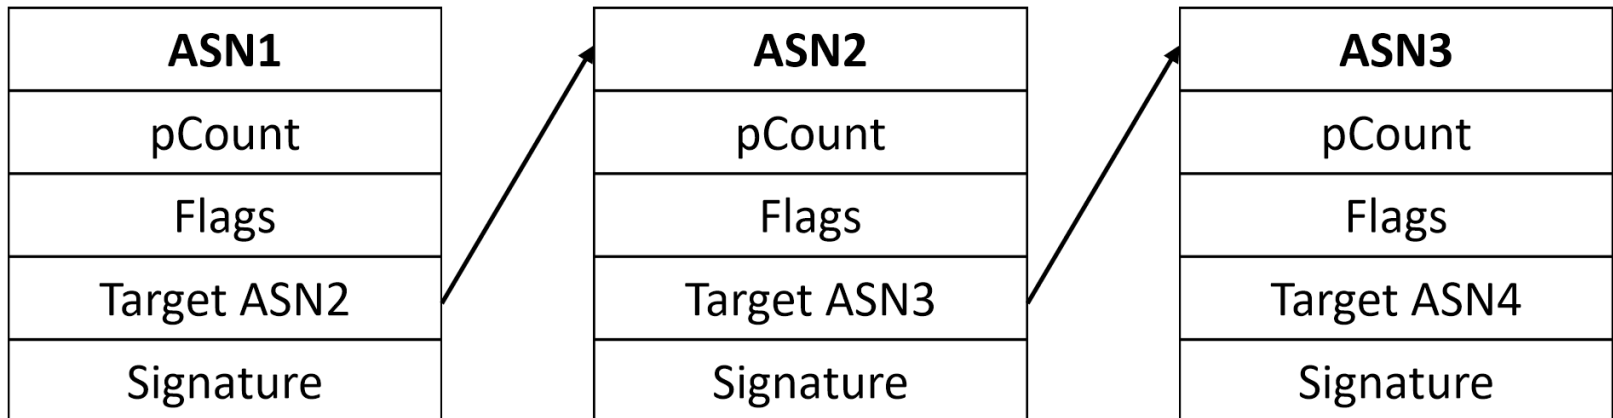 ASN1
pCount
Flags
Target ASN2
Signature
ASN2
pCount
Flags
Target ASN3
Signature
ASN3
pCount
Flags
Target ASN4
Signature